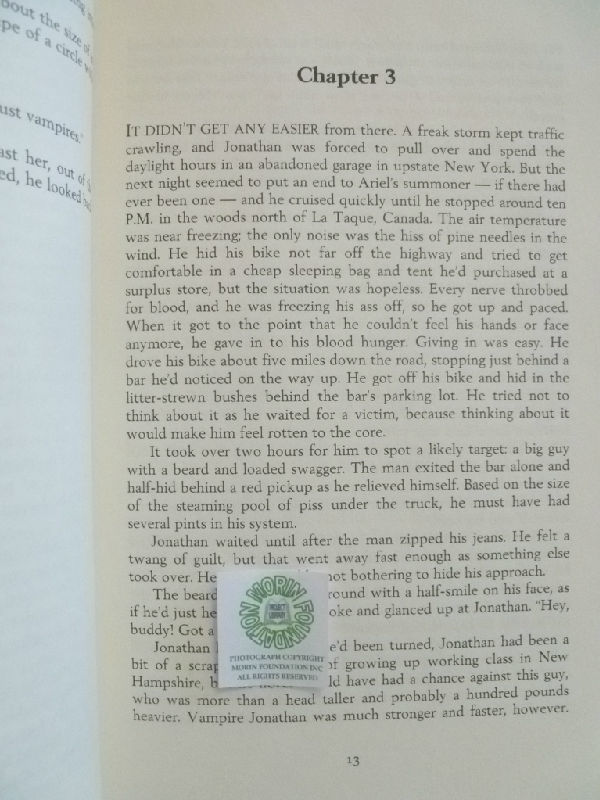 bout the size of
pe of a circle
ust vampires.'
ast her, out of
ed, he looked
Chapter 3
IT DIDN'T GET ANY EASIER from there. A freak storm kept traffic
crawling, and Jonathan was forced to pull over and spend the
daylight hours in an abandoned garage in upstate New York. But the
next night seemed to put an end to Ariel's summoner — if there had
ever been one — and he cruised quickly until he stopped around ten
P.M. in the woods north of La Taque, Canada. The air temperature
was near freezing; the only noise was the hiss of pine needles in the
wind. He hid his bike not far off the highway and tried to get
comfortable in a cheap sleeping bag and tent he'd purchased at a
surplus store, but the situation was hopeless. Every nerve throbbed
for blood, and he was freezing his ass off, so he got up and paced.
When it got to the point that he couldn't feel his hands or face
anymore, he gave in to his blood hunger. Giving in was easy. He
drove his bike about five miles down the road, stopping just behind a
bar he'd noticed on the way up. He got off his bike and hid in the
litter-strewn bushes behind the bar's parking lot. He tried not to
think about it as he waited for a victim, because thinking about it
would make him feel rotten to the core.
It took over two hours for him to spot a likely target: a big guy
with a beard and loaded swagger. The man exited the bar alone and
half-hid behind a red pickup as he relieved himself. Based on the size
of the steaming pool of piss under the truck, he must have had
several pints in his system.
Jonathan waited until after the man zipped his jeans. He felt a
twang of guilt, but that went away fast enough as something else
took over. He not bothering to hide his approach.
The beard round with a half-smile on his face, as
if he'd just he oke and glanced up at Jonathan. "Hey,
buddy! Got a
Jonathan e'd been turned, Jonathan had been a
bit of a scrap of growing up working class in New
Hampshire, b ld have had a chance against this guy,
who was more than a head taller and probably a hundred pounds
heavier. Vampire Jonathan was much stronger and faster, however.
MORIN FOUNDATION
PROJECT
LIBRARY
PHOTOGRAPH COPYRIGHT
MORIN FOUNDATION INC
ALL RIGHTS RESERVED
13